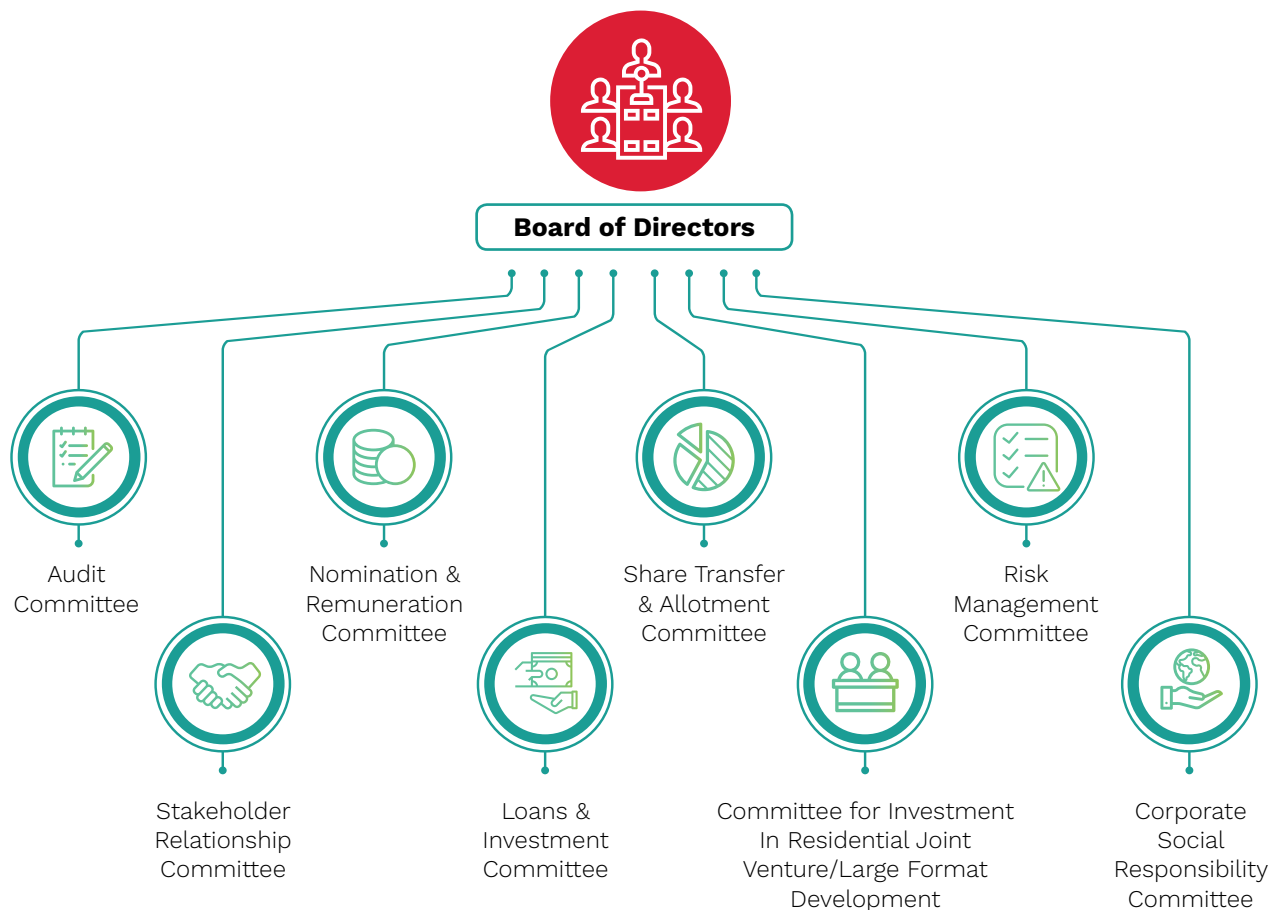 Board of Directors
Audit
Committee
Nomination &
Remuneration
Committee
Share Transfer
& Allotment
Committee
Risk
Management
Committee
Stakeholder
Relationship
Committee
Loans &
Investment
Committee
Committee for Investment
In Residential Joint
Venture/Large Format
Development
Corporate
Social
Responsibility
Committee